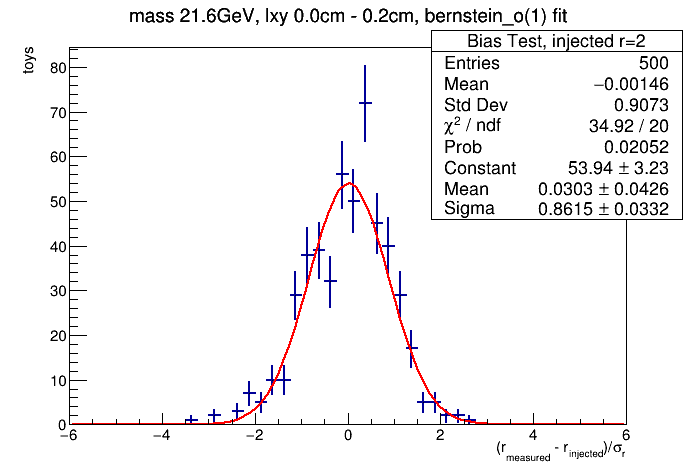 mass 21.6GeV, lxy 0.0cm - 0.2cm, bernstein_o(1) fit
Bias Test, injected r=2
Entries 500
Mean −0.00146
Std Dev 0.9073
χ² / ndf 34.92 / 20
Prob 0.02052
Constant 53.94 ± 3.23
Mean 0.0303 ± 0.0426
Sigma 0.8615 ± 0.0332
toys
80
70
60
50
40
30
20
10
0
−6 −4 −2 0 2 4 6
(r_measured - r_injected)/σ_r